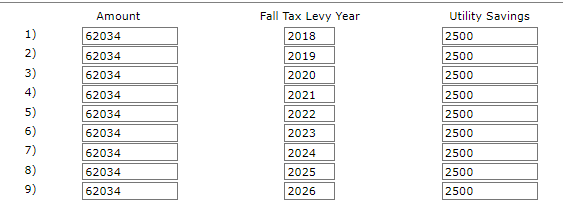 Amount Fall Tax Levy Year Utility Savings
1) 62034 2018 2500
2) 62034 2019 2500
3) 62034 2020 2500
4) 62034 2021 2500
5) 62034 2022 2500
6) 62034 2023 2500
7) 62034 2024 2500
8) 62034 2025 2500
9) 62034 2026 2500